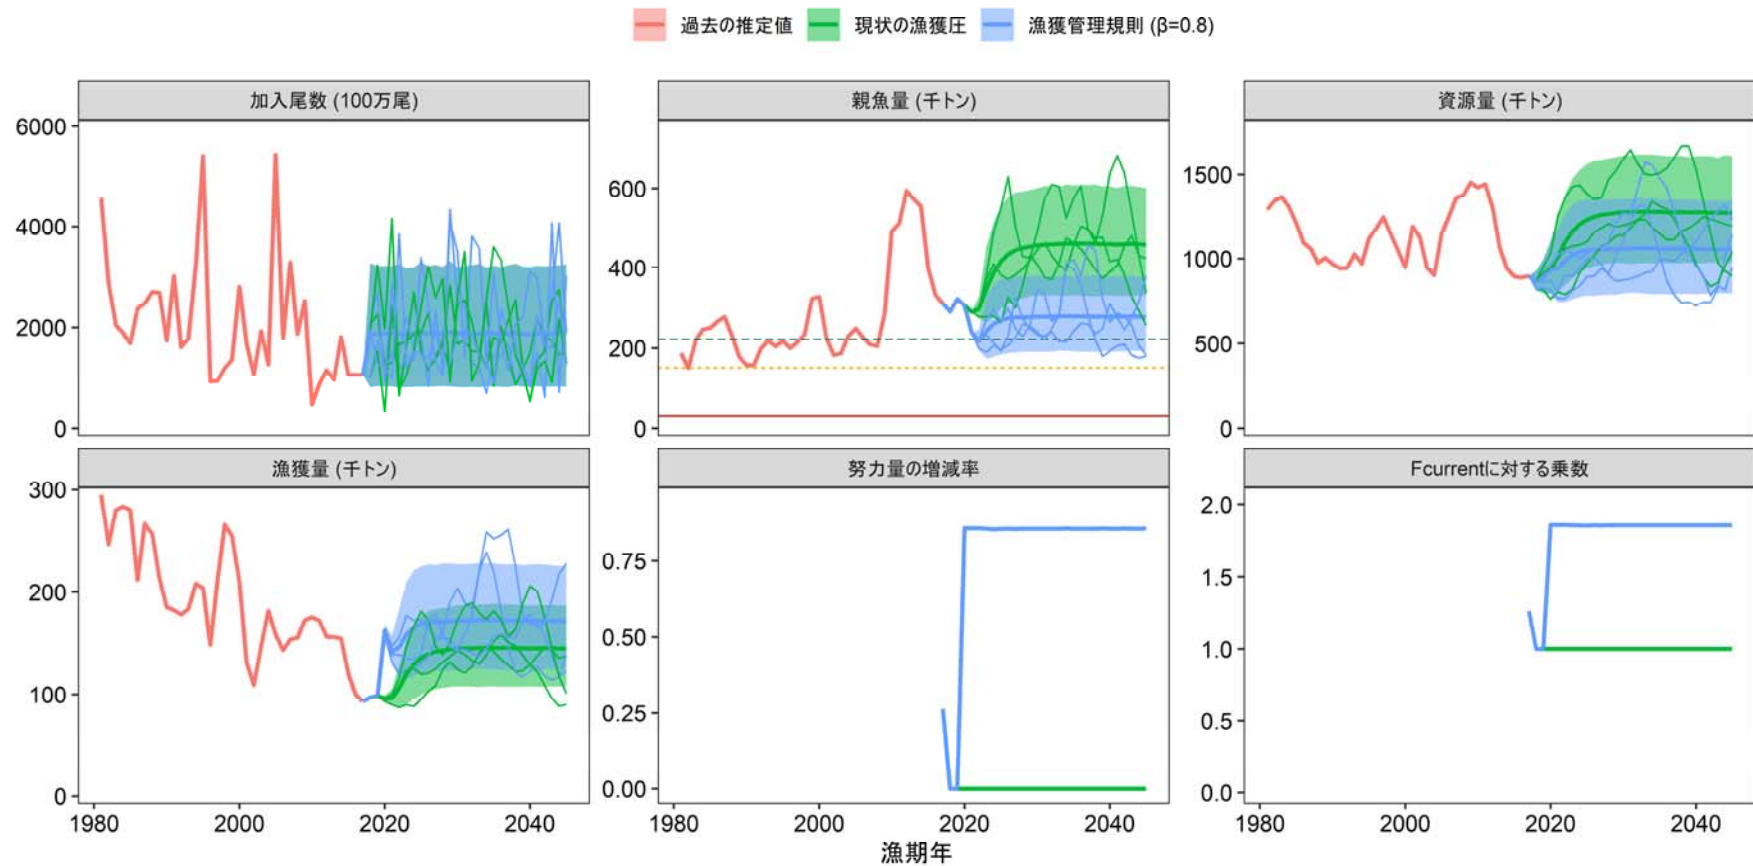 過去の推定値 現状の漁獲圧 漁獲管理規則 (β=0.8)
加入尾数 (100万尾)
6000
4000
2000
0
親魚量 (千トン)
600
400
200
0
資源量 (千トン)
1500
1000
500
0
漁獲量 (千トン)
300
200
100
0
1980 2000 2020 2040
努力量の増減率
0.75
0.50
0.25
0.00
1980 2000 2020 2040
Fcurrentに対する乗数
2.0
1.5
1.0
0.5
0.0
1980 2000 2020 2040
漁期年